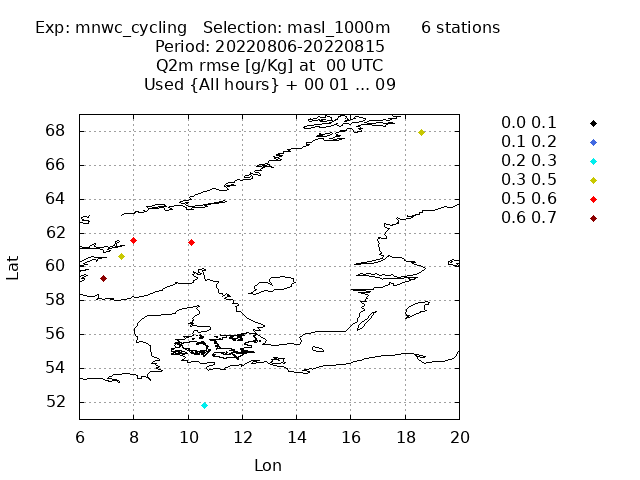 Exp: mnwc_cycling   Selection: masl_1000m      6 stations
Period: 20220806-20220815
Q2m rmse [g/Kg] at  00 UTC
Used {All hours} + 00 01 ... 09
0.0 0.1
0.1 0.2
0.2 0.3
0.3 0.5
0.5 0.6
0.6 0.7
68
66
64
62
60
58
56
54
52
Lat
6 8 10 12 14 16 18 20
Lon